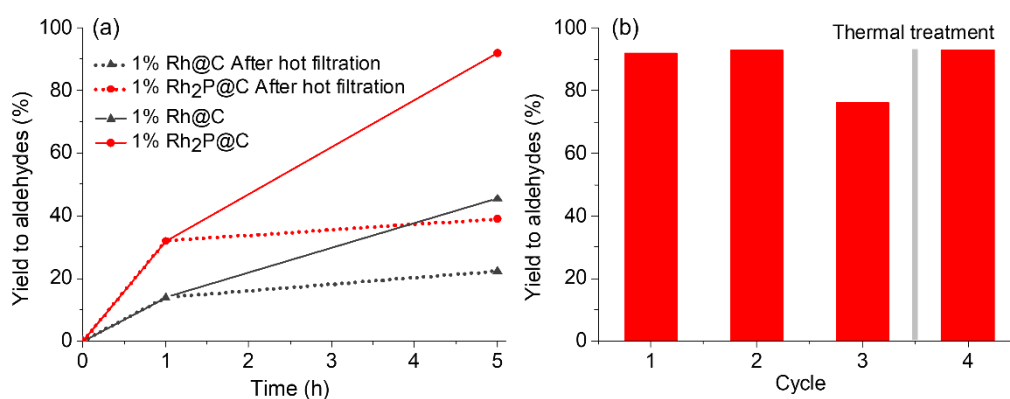 (a)
1% Rh@C After hot filtration
1% Rh2P@C After hot filtration
1% Rh@C
1% Rh2P@C
Yield to aldehydes (%)
100
80
60
40
20
0
0 1 2 3 4 5
Time (h)
(b)
Thermal treatment
Yield to aldehydes (%)
100
80
60
40
20
0
1 2 3 4
Cycle